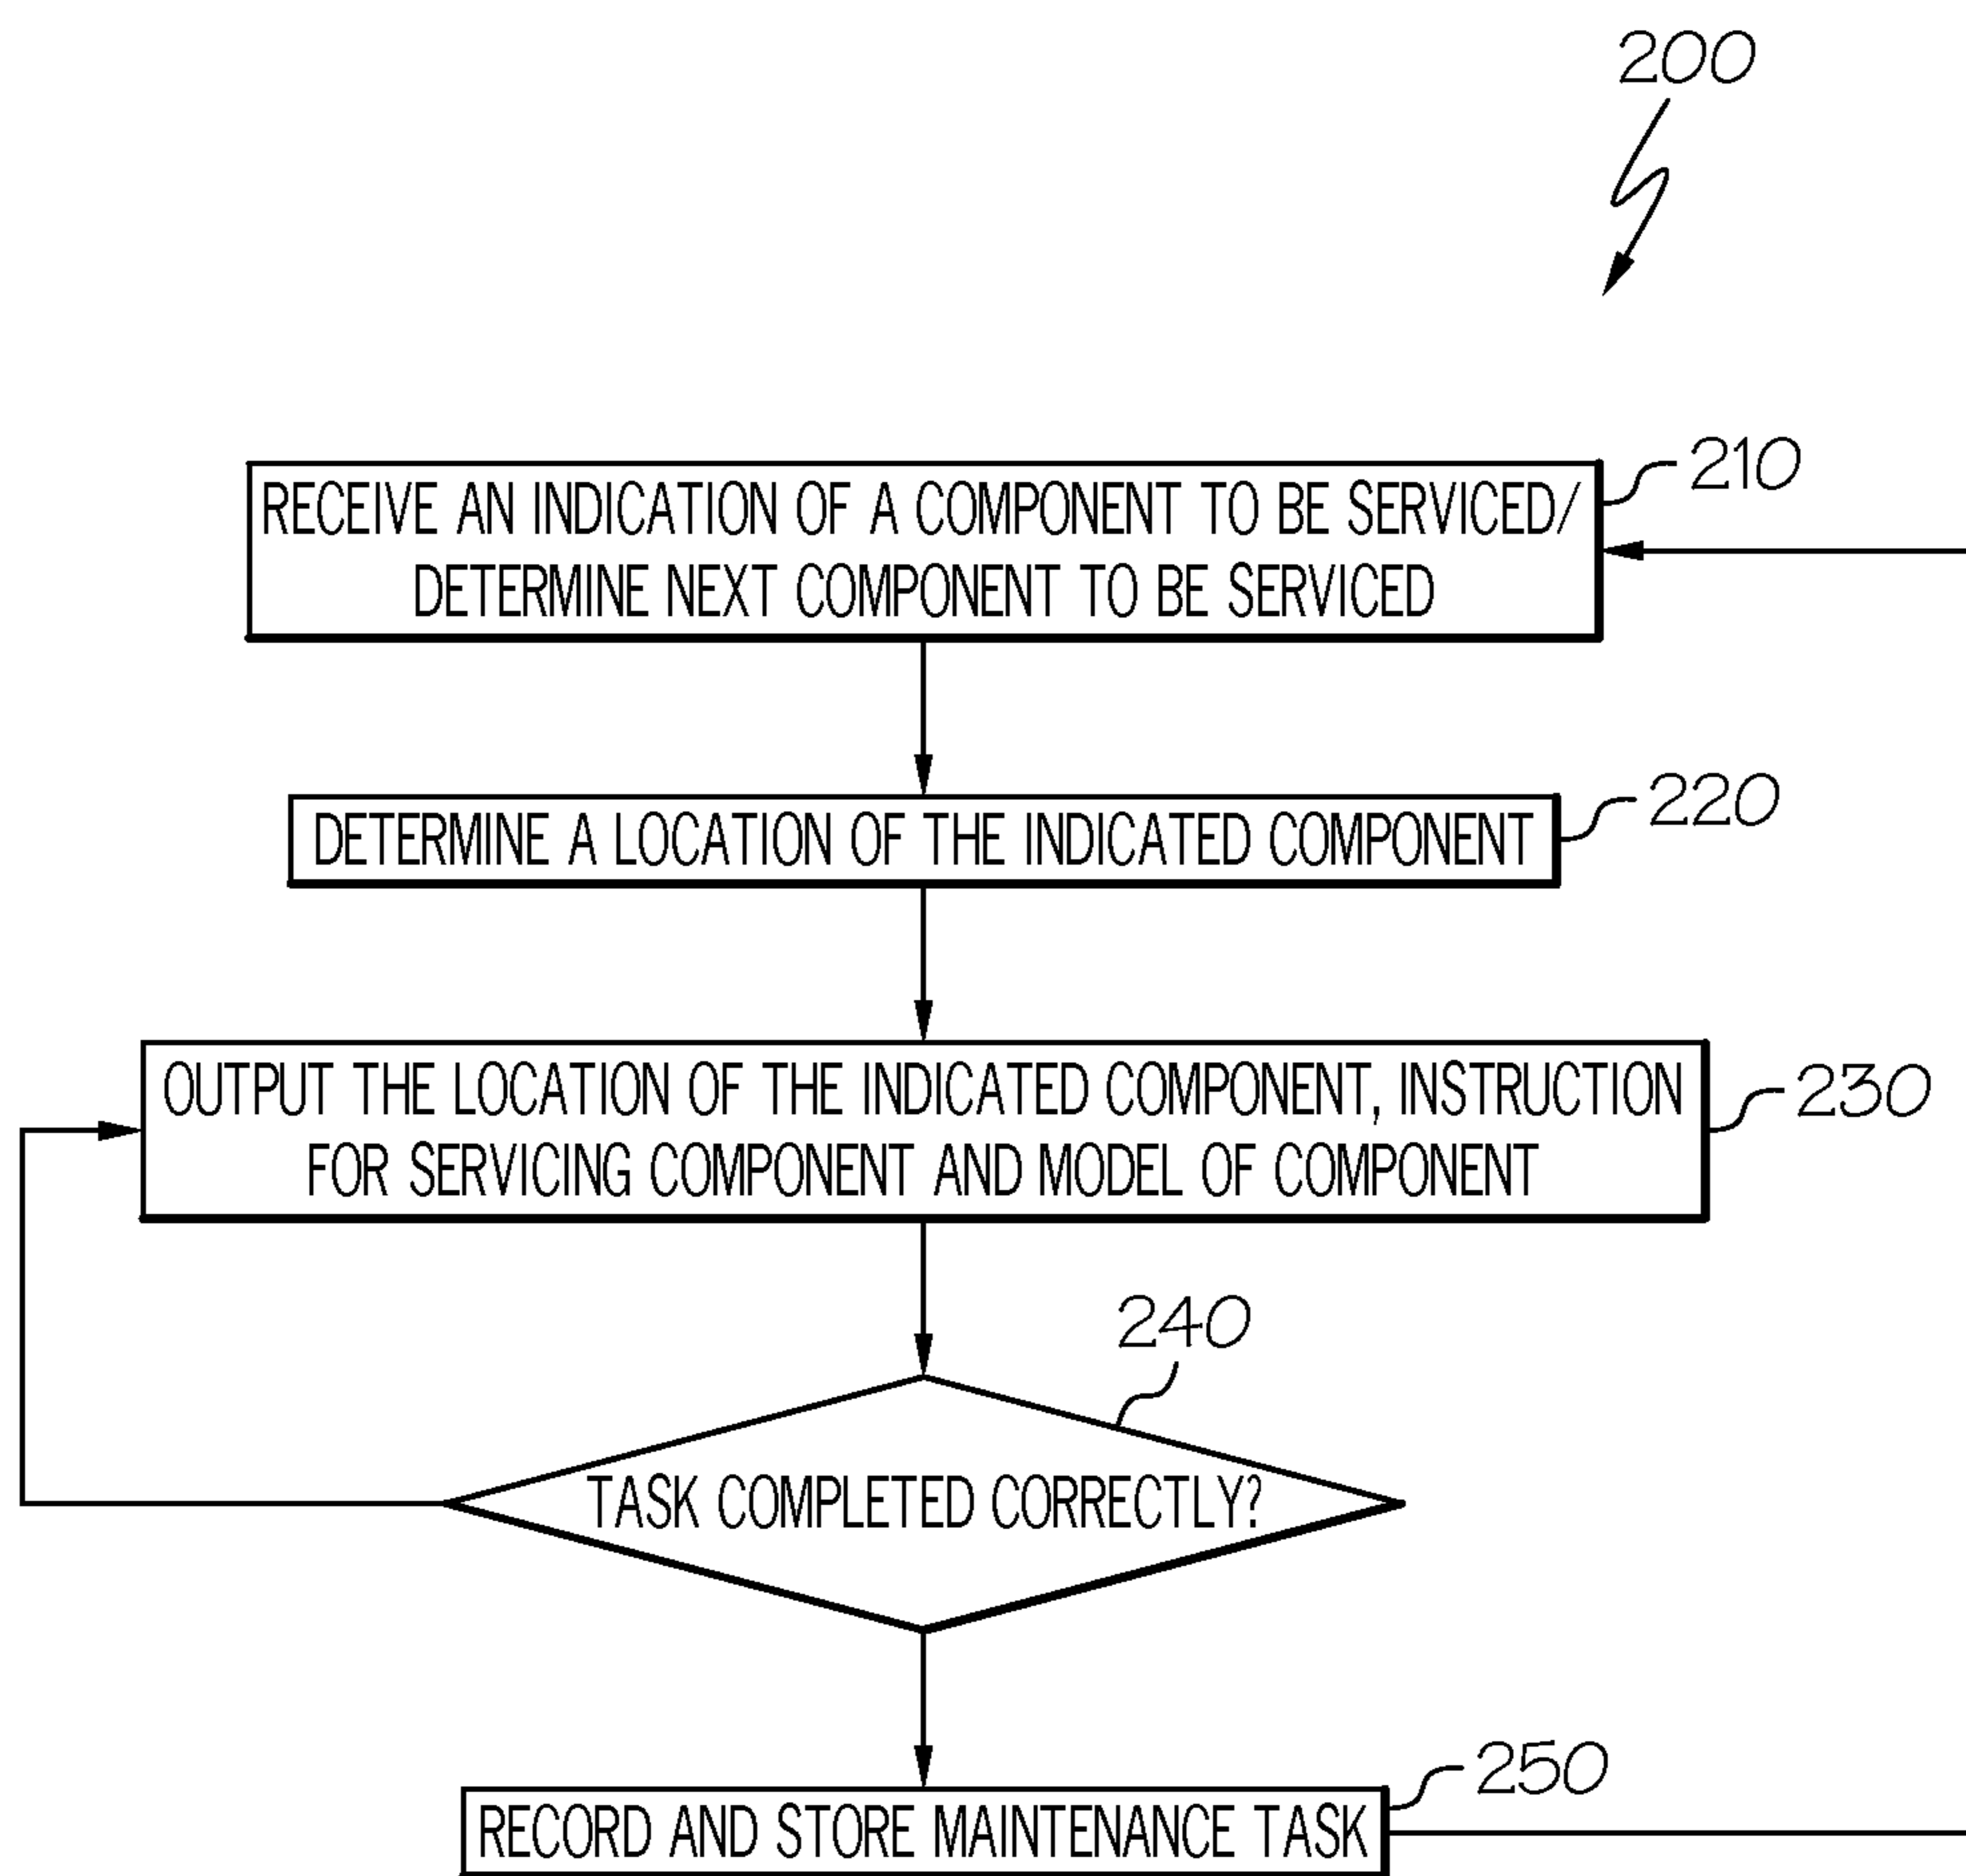 200
RECEIVE AN INDICATION OF A COMPONENT TO BE SERVICED/
DETERMINE NEXT COMPONENT TO BE SERVICED
210
DETERMINE A LOCATION OF THE INDICATED COMPONENT
220
OUTPUT THE LOCATION OF THE INDICATED COMPONENT, INSTRUCTION
FOR SERVICING COMPONENT AND MODEL OF COMPONENT
230
240
TASK COMPLETED CORRECTLY?
250
RECORD AND STORE MAINTENANCE TASK